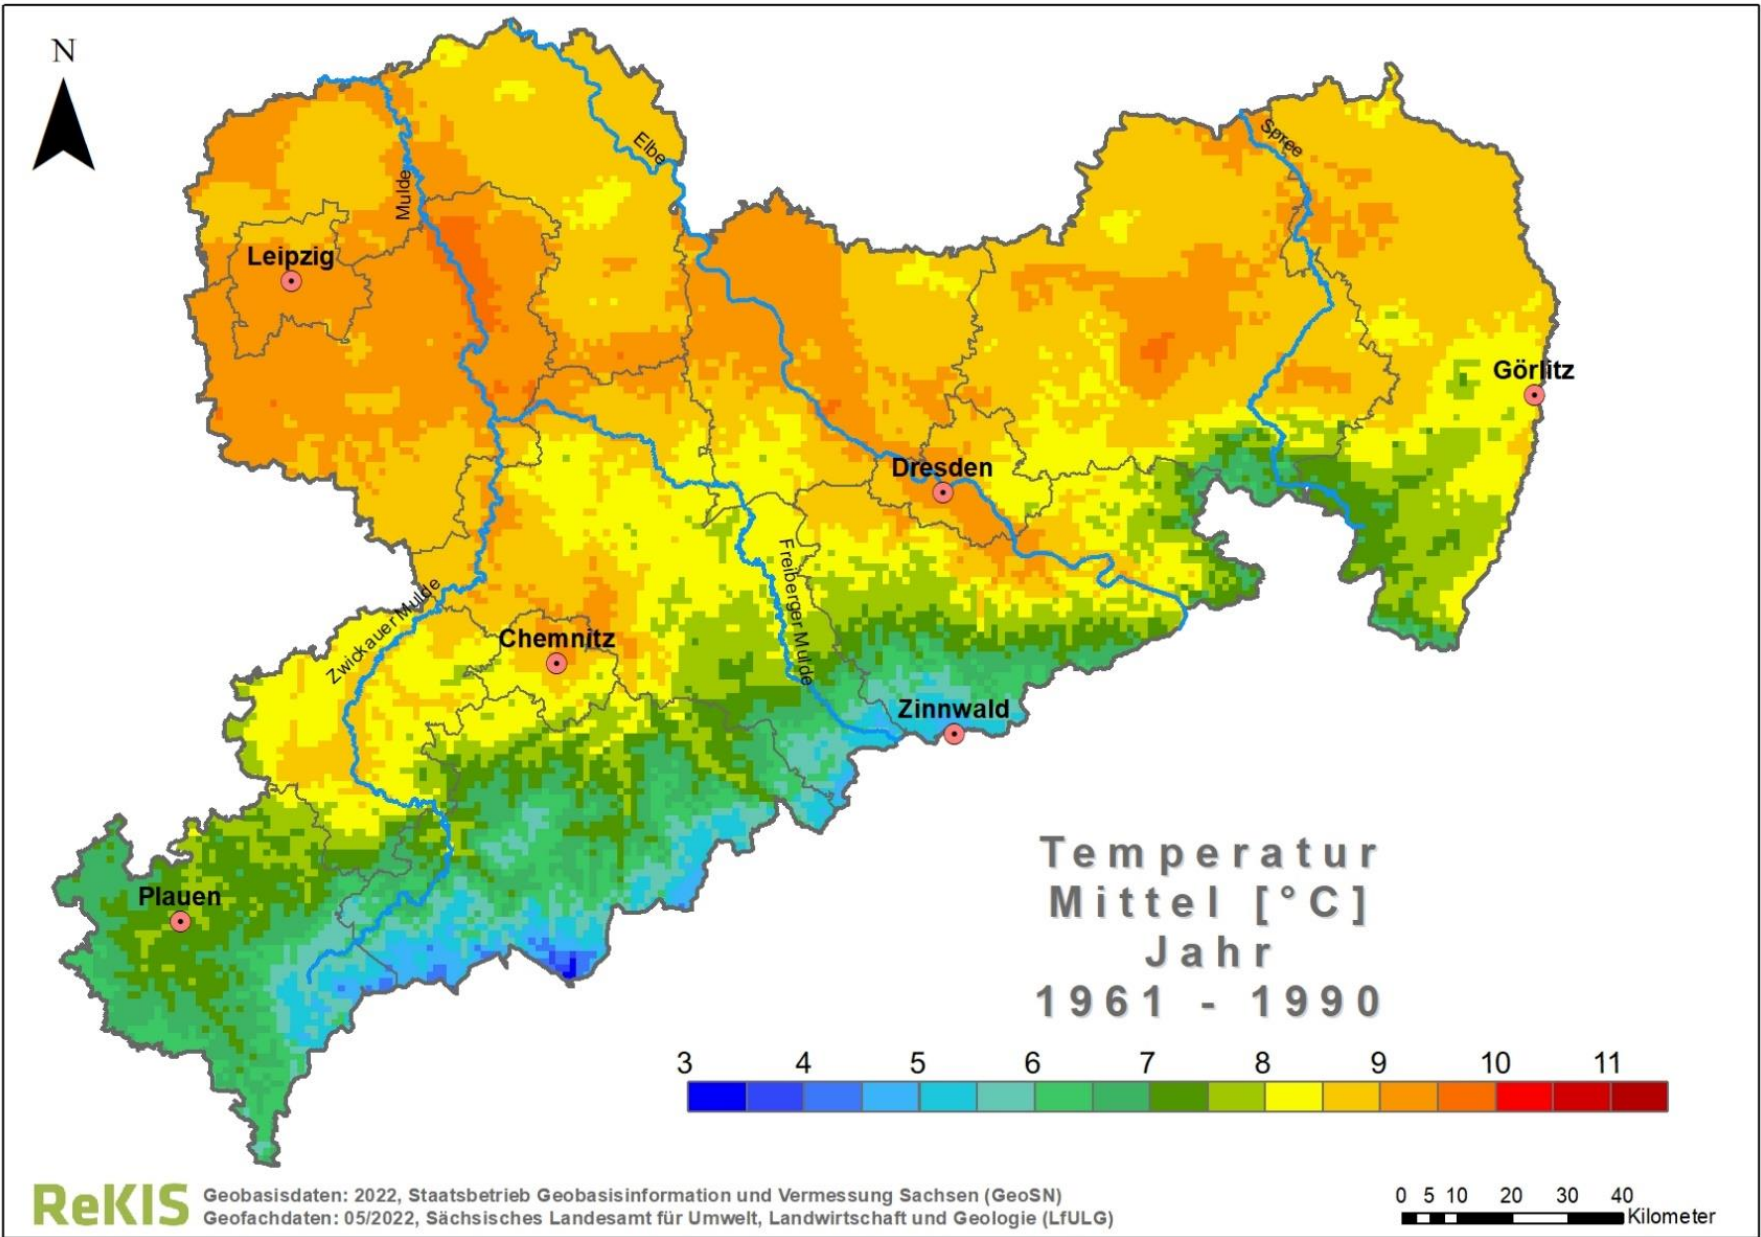 N
Elbe
Spree
Mulde
Leipzig
Görlitz
Dresden
Freiberger Mulde
Zwickauer Mulde
Chemnitz
Zinnwald
Plauen
Temperatur
Mittel [°C]
Jahr
1961 - 1990
3 4 5 6 7 8 9 10 11
ReKIS
Geobasisdaten: 2022, Staatsbetrieb Geobasisinformation und Vermessung Sachsen (GeoSN)
Geofachdaten: 05/2022, Sächsisches Landesamt für Umwelt, Landwirtschaft und Geologie (LfULG)
0 5 10 20 30 40
Kilometer